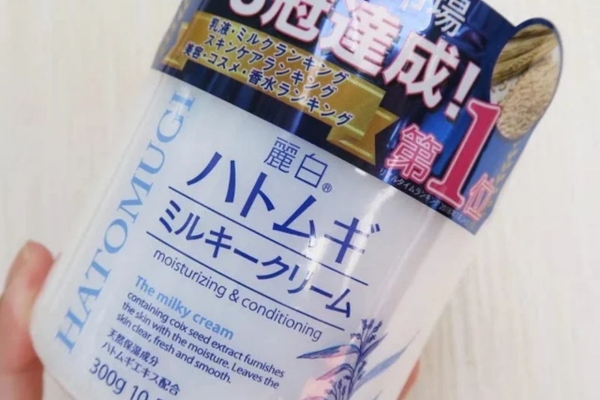 冠達成!
乳液・ミルクランキング
スキンケアランキング
美容・コスメ・香水ランキング
第1位
HATOMUGI
麗白®
ハトムギ
ミルキークリーム
moisturizing & conditioning
The milky cream
containing coix seed extract furnishes
the skin with the moisture. Leaves the
skin clear, fresh and smooth.
天然保湿成分
ハトムギエキス配合
300g